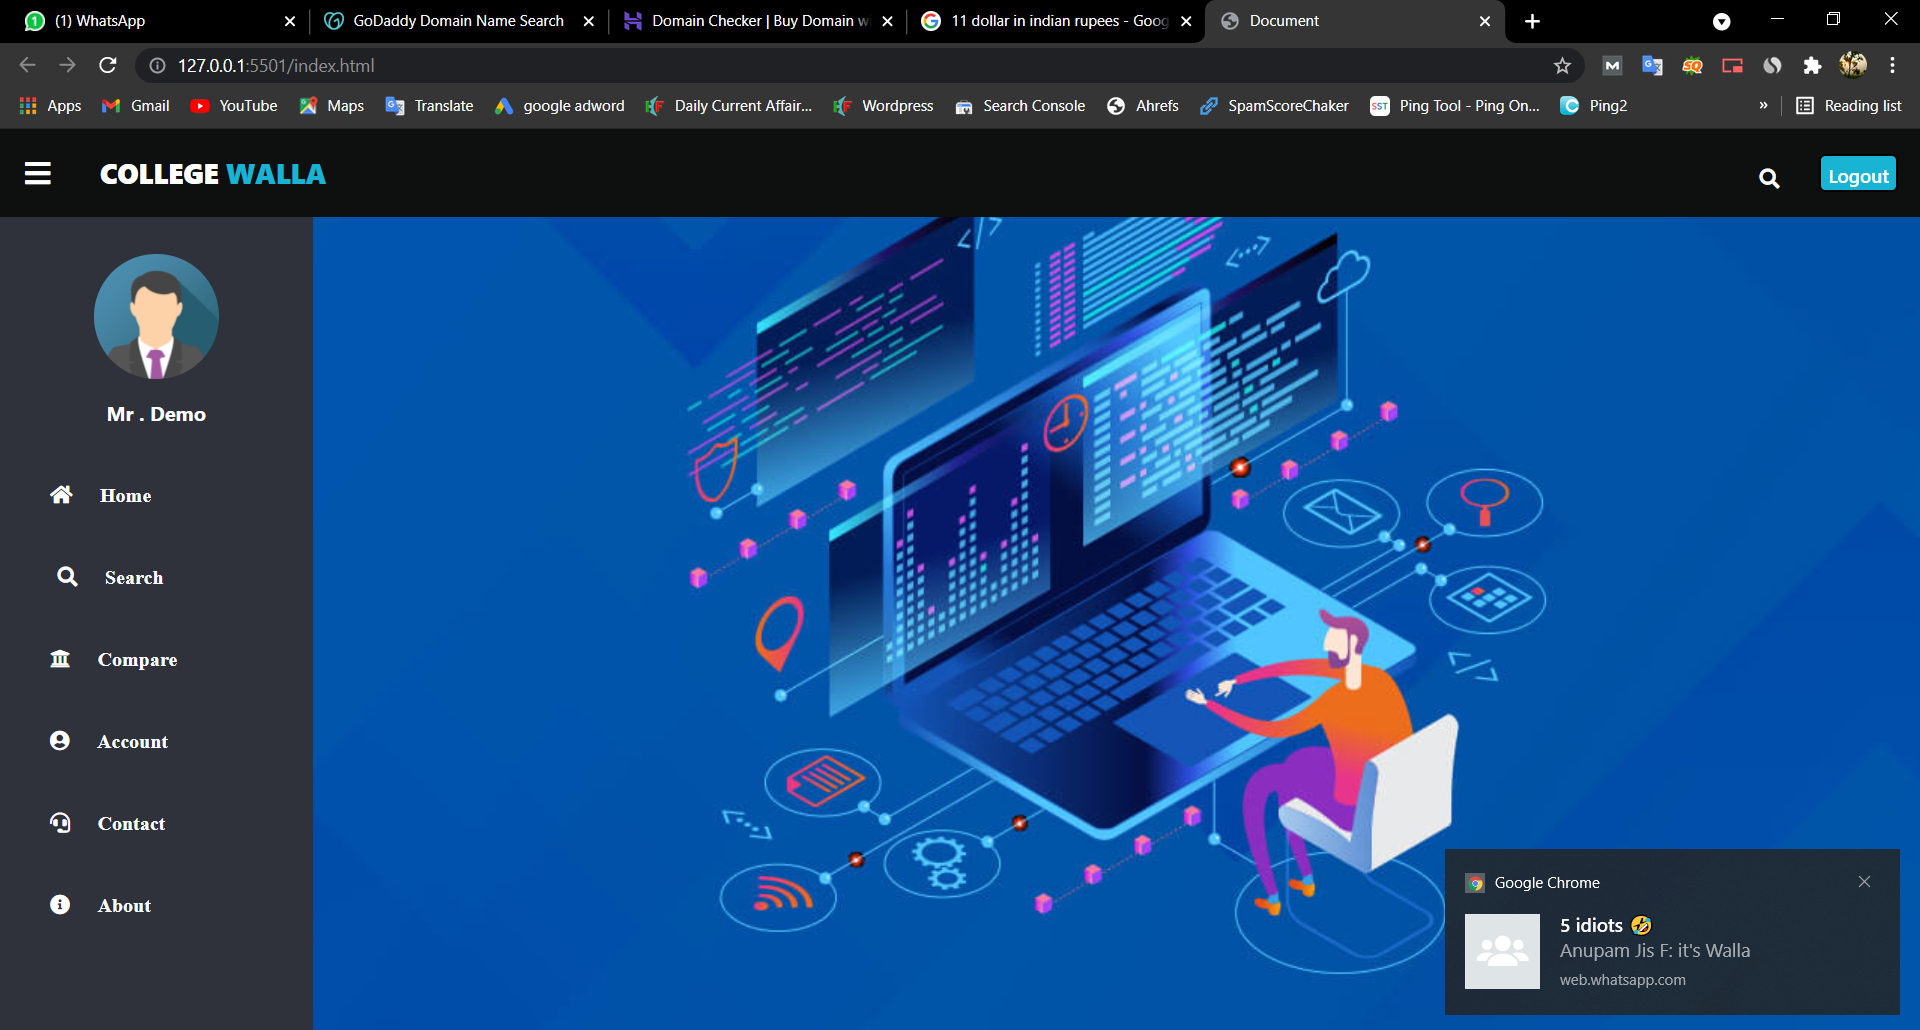 (1) WhatsApp
GoDaddy Domain Name Search
Domain Checker | Buy Domain w
11 dollar in indian rupees - Goog
Document
127.0.0.1:5501/index.html
Apps
Gmail
YouTube
Maps
Translate
google adword
Daily Current Affair...
Wordpress
Search Console
Ahrefs
SpamScoreChaker
Ping Tool - Ping On...
Ping2
»
Reading list
COLLEGE WALLA
Logout
Mr . Demo
Home
Search
Compare
Account
Contact
About
Google Chrome
5 idiots 🤣
Anupam Jis F: it's Walla
web.whatsapp.com